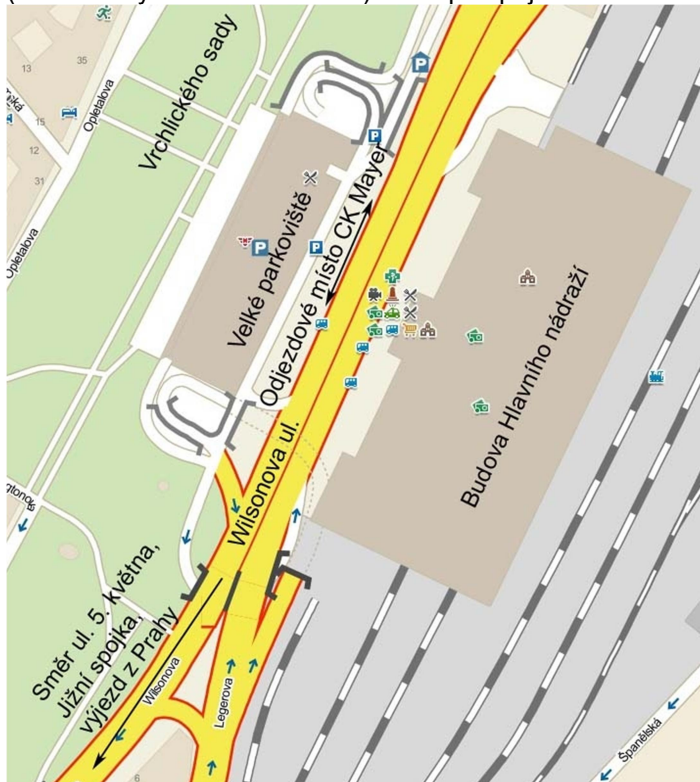 13
35
Opletalova
15
12
31
Opletalova
Vrchlického sady
P
P
P
P
Velké parkoviště
Odjezdové místo CK Mayer
Budova Hlavního nádraží
Wilsonova ul.
Směr ul. 5. května,
Jižní spojka,
výjezd z Prahy
Wilsonova
Legerova
Španělská
6